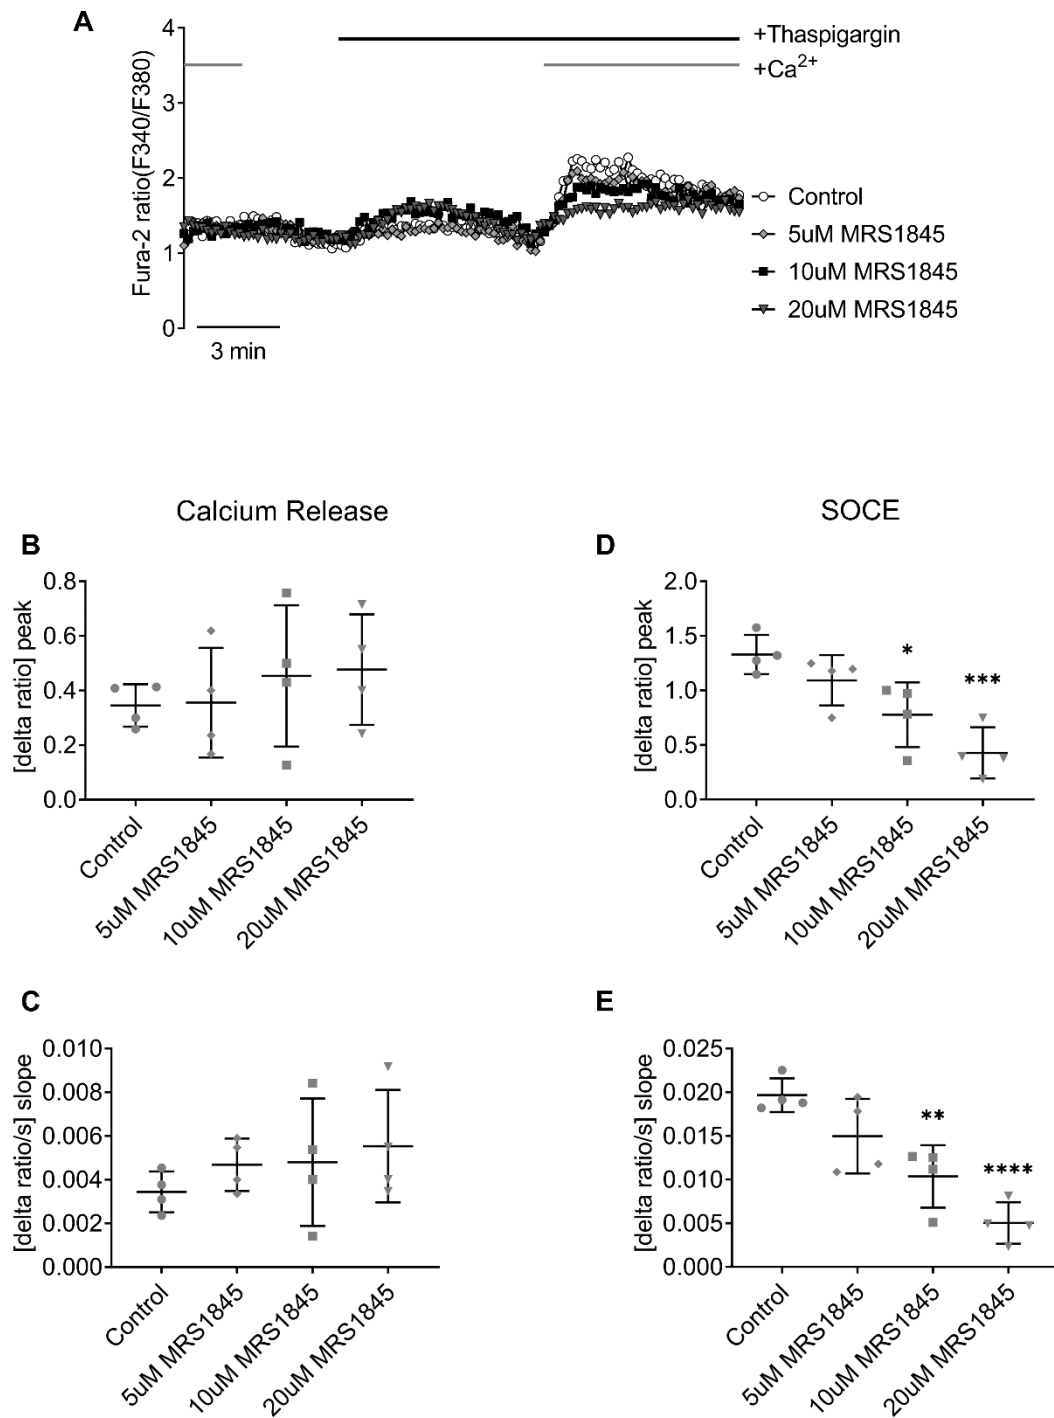 A
4
3
2
1
0
Fura-2 ratio(F340/F380)
+Thaspigargin
+Ca2+
Control
5uM MRS1845
10uM MRS1845
20uM MRS1845
3 min
Calcium Release
SOCE
B
0.8
0.6
0.4
0.2
0.0
[delta ratio] peak
Control
5uM MRS1845
10uM MRS1845
20uM MRS1845
D
2.0
1.5
1.0
0.5
0.0
[delta ratio] peak
*
***
Control
5uM MRS1845
10uM MRS1845
20uM MRS1845
C
0.010
0.008
0.006
0.004
0.002
0.000
[delta ratio/s] slope
Control
5uM MRS1845
10uM MRS1845
20uM MRS1845
E
0.025
0.020
0.015
0.010
0.005
0.000
[delta ratio/s] slope
**
****
Control
5uM MRS1845
10uM MRS1845
20uM MRS1845